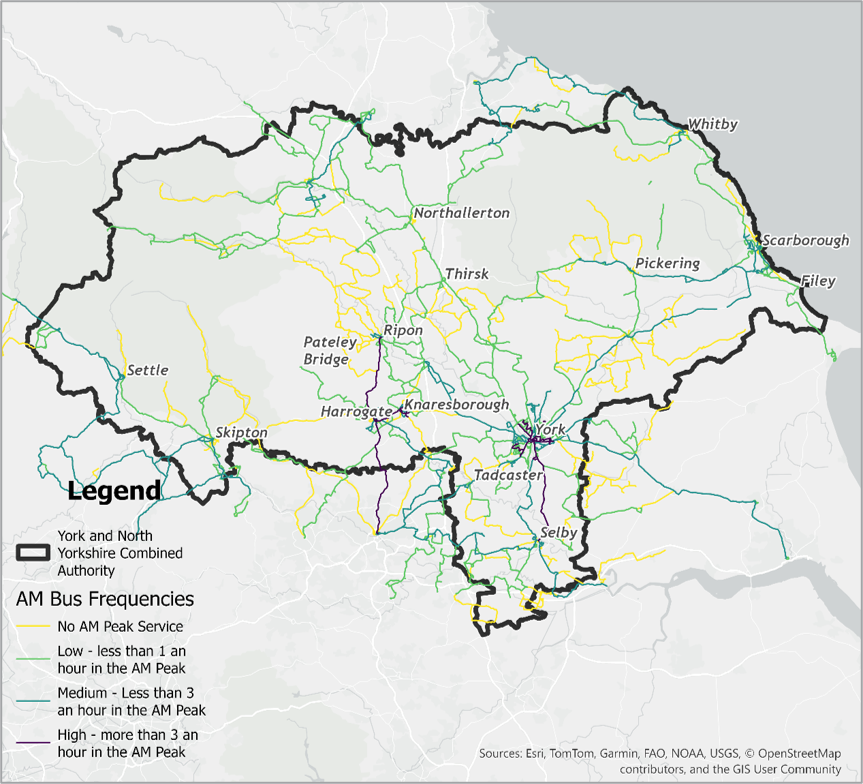 Whitby
Northallerton
Scarborough
Pickering
Thirsk
Filey
Ripon
Pateley
Bridge
Settle
Harrogate
Knaresborough
Skipton
York
Tadcaster
Selby
Legend
York and North
Yorkshire Combined
Authority
AM Bus Frequencies
No AM Peak Service
Low - less than 1 an
hour in the AM Peak
Medium - Less than 3
an hour in the AM Peak
High - more than 3 an
hour in the AM Peak
Sources: Esri, TomTom, Garmin, FAO, NOAA, USGS, © OpenStreetMap
contributors, and the GIS User Community